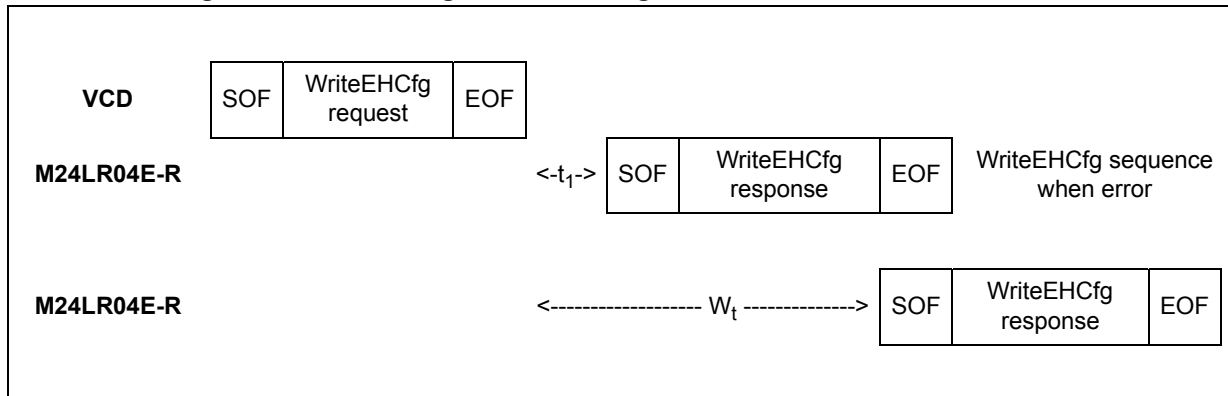 VCD
SOF
WriteEHCfg
request
EOF
M24LR04E-R
<-t1->
SOF
WriteEHCfg
response
EOF
WriteEHCfg sequence
when error
M24LR04E-R
<------------------- Wt -------------->
SOF
WriteEHCfg
response
EOF